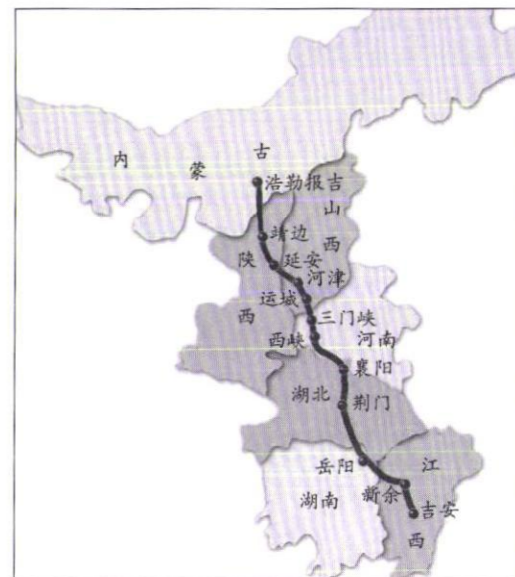 内
蒙
古
浩勒报吉
山
西
靖边
陕
延安
河津
运城
西
三门峡
西峡
河南
襄阳
湖北
荆门
岳阳
江
新余
湖南
吉安
西